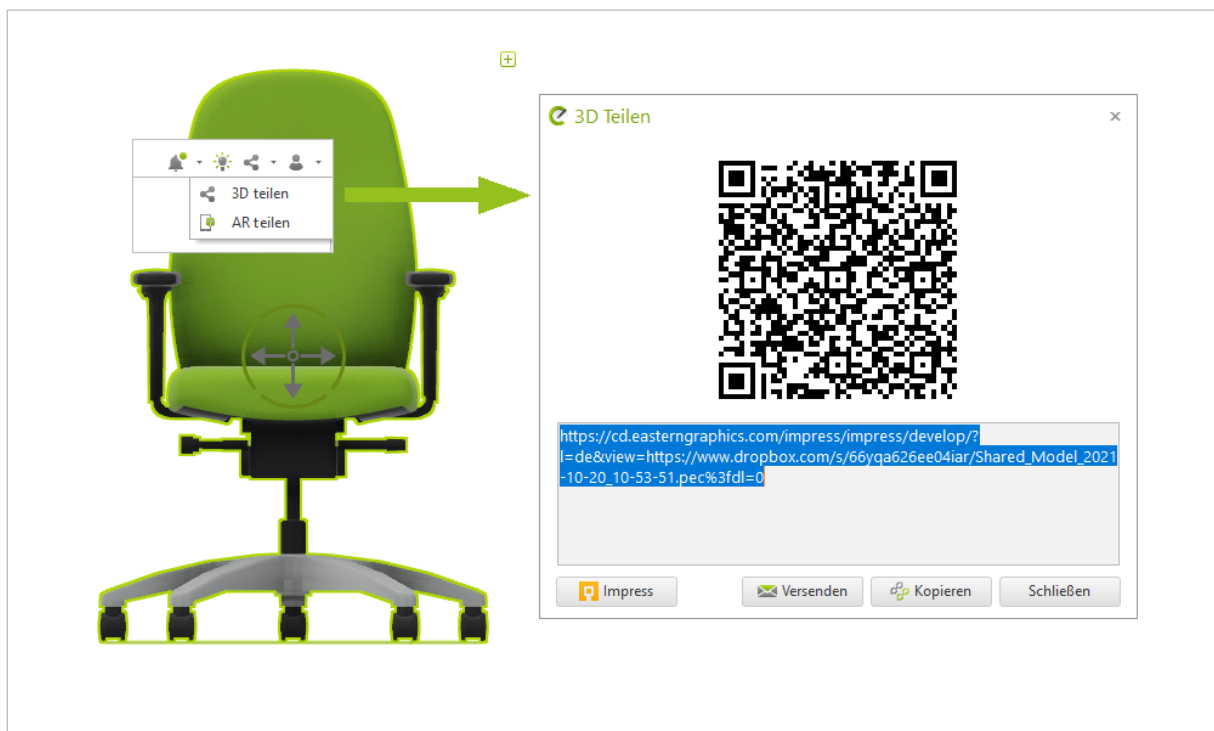 3D teilen
AR teilen
3D Teilen
https://cd.easterngraphics.com/impress/impress/develop/?
l=de&view=https://www.dropbox.com/s/66yqa626ee04iar/Shared_Model_2021
-10-20_10-53-51.pec%3fdl=0
Impress
Versenden
Kopieren
Schließen